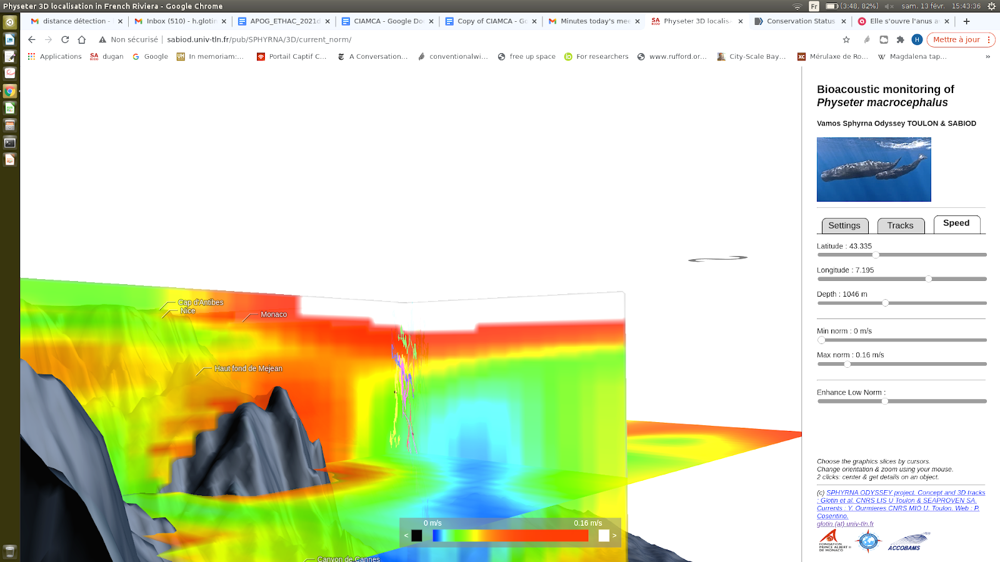 Physeter 3D localisation in French Riviera - Google Chrome
Fr (3:48, 82%) sam. 13 févr. 15:43:36
distance détection -
Inbox (510) - h.glotin
APOG_ETHAC_2021
CIAMCA - Google Do
Copy of CIAMCA - Go
Minutes today's mee
SA Physeter 3D localis
Conservation Status
Elle s'ouvre l'anus a
Non sécurisé
sabiod.univ-tln.fr/pub/SPHYRNA/3D/current_norm/
H
Mettre à jour
Applications
SA dugan
Google
UH In memoriam:...
Portail Captif C...
A Conversation...
conventionalwi...
free up space
For researchers
www.rufford.or...
City-Scale Bay...
XC Mérulaxe de Ro...
W Magdalena tap...
»
Bioacoustic monitoring of
Physeter macrocephalus
Vamos Sphyrna Odyssey TOULON & SABIOD
Settings
Tracks
Speed
Latitude : 43.335
Longitude : 7.195
Depth : 1046 m
Min norm : 0 m/s
Max norm : 0.16 m/s
Enhance Low Norm :
Choose the graphics slices by cursors.
Change orientation & zoom using your mouse.
2 clicks: center & get details on an object.
(c) SPHYRNA ODYSSEY project. Concept and 3D tracks
: Glotin et al. CNRS LIS U Toulon & SEAPROVEN SA.
Currents : Y. Ourmieres CNRS MIO U. Toulon. Web : P.
Cosentino.
glotin (at) univ-tln.fr
FONDATION
PRINCE ALBERT II
DE MONACO
ACCOBAMS
Cap d'Antibes
Nice
Monaco
Haut fond de Mejean
0 m/s
0.16 m/s
<
>
Canyon de Cannes